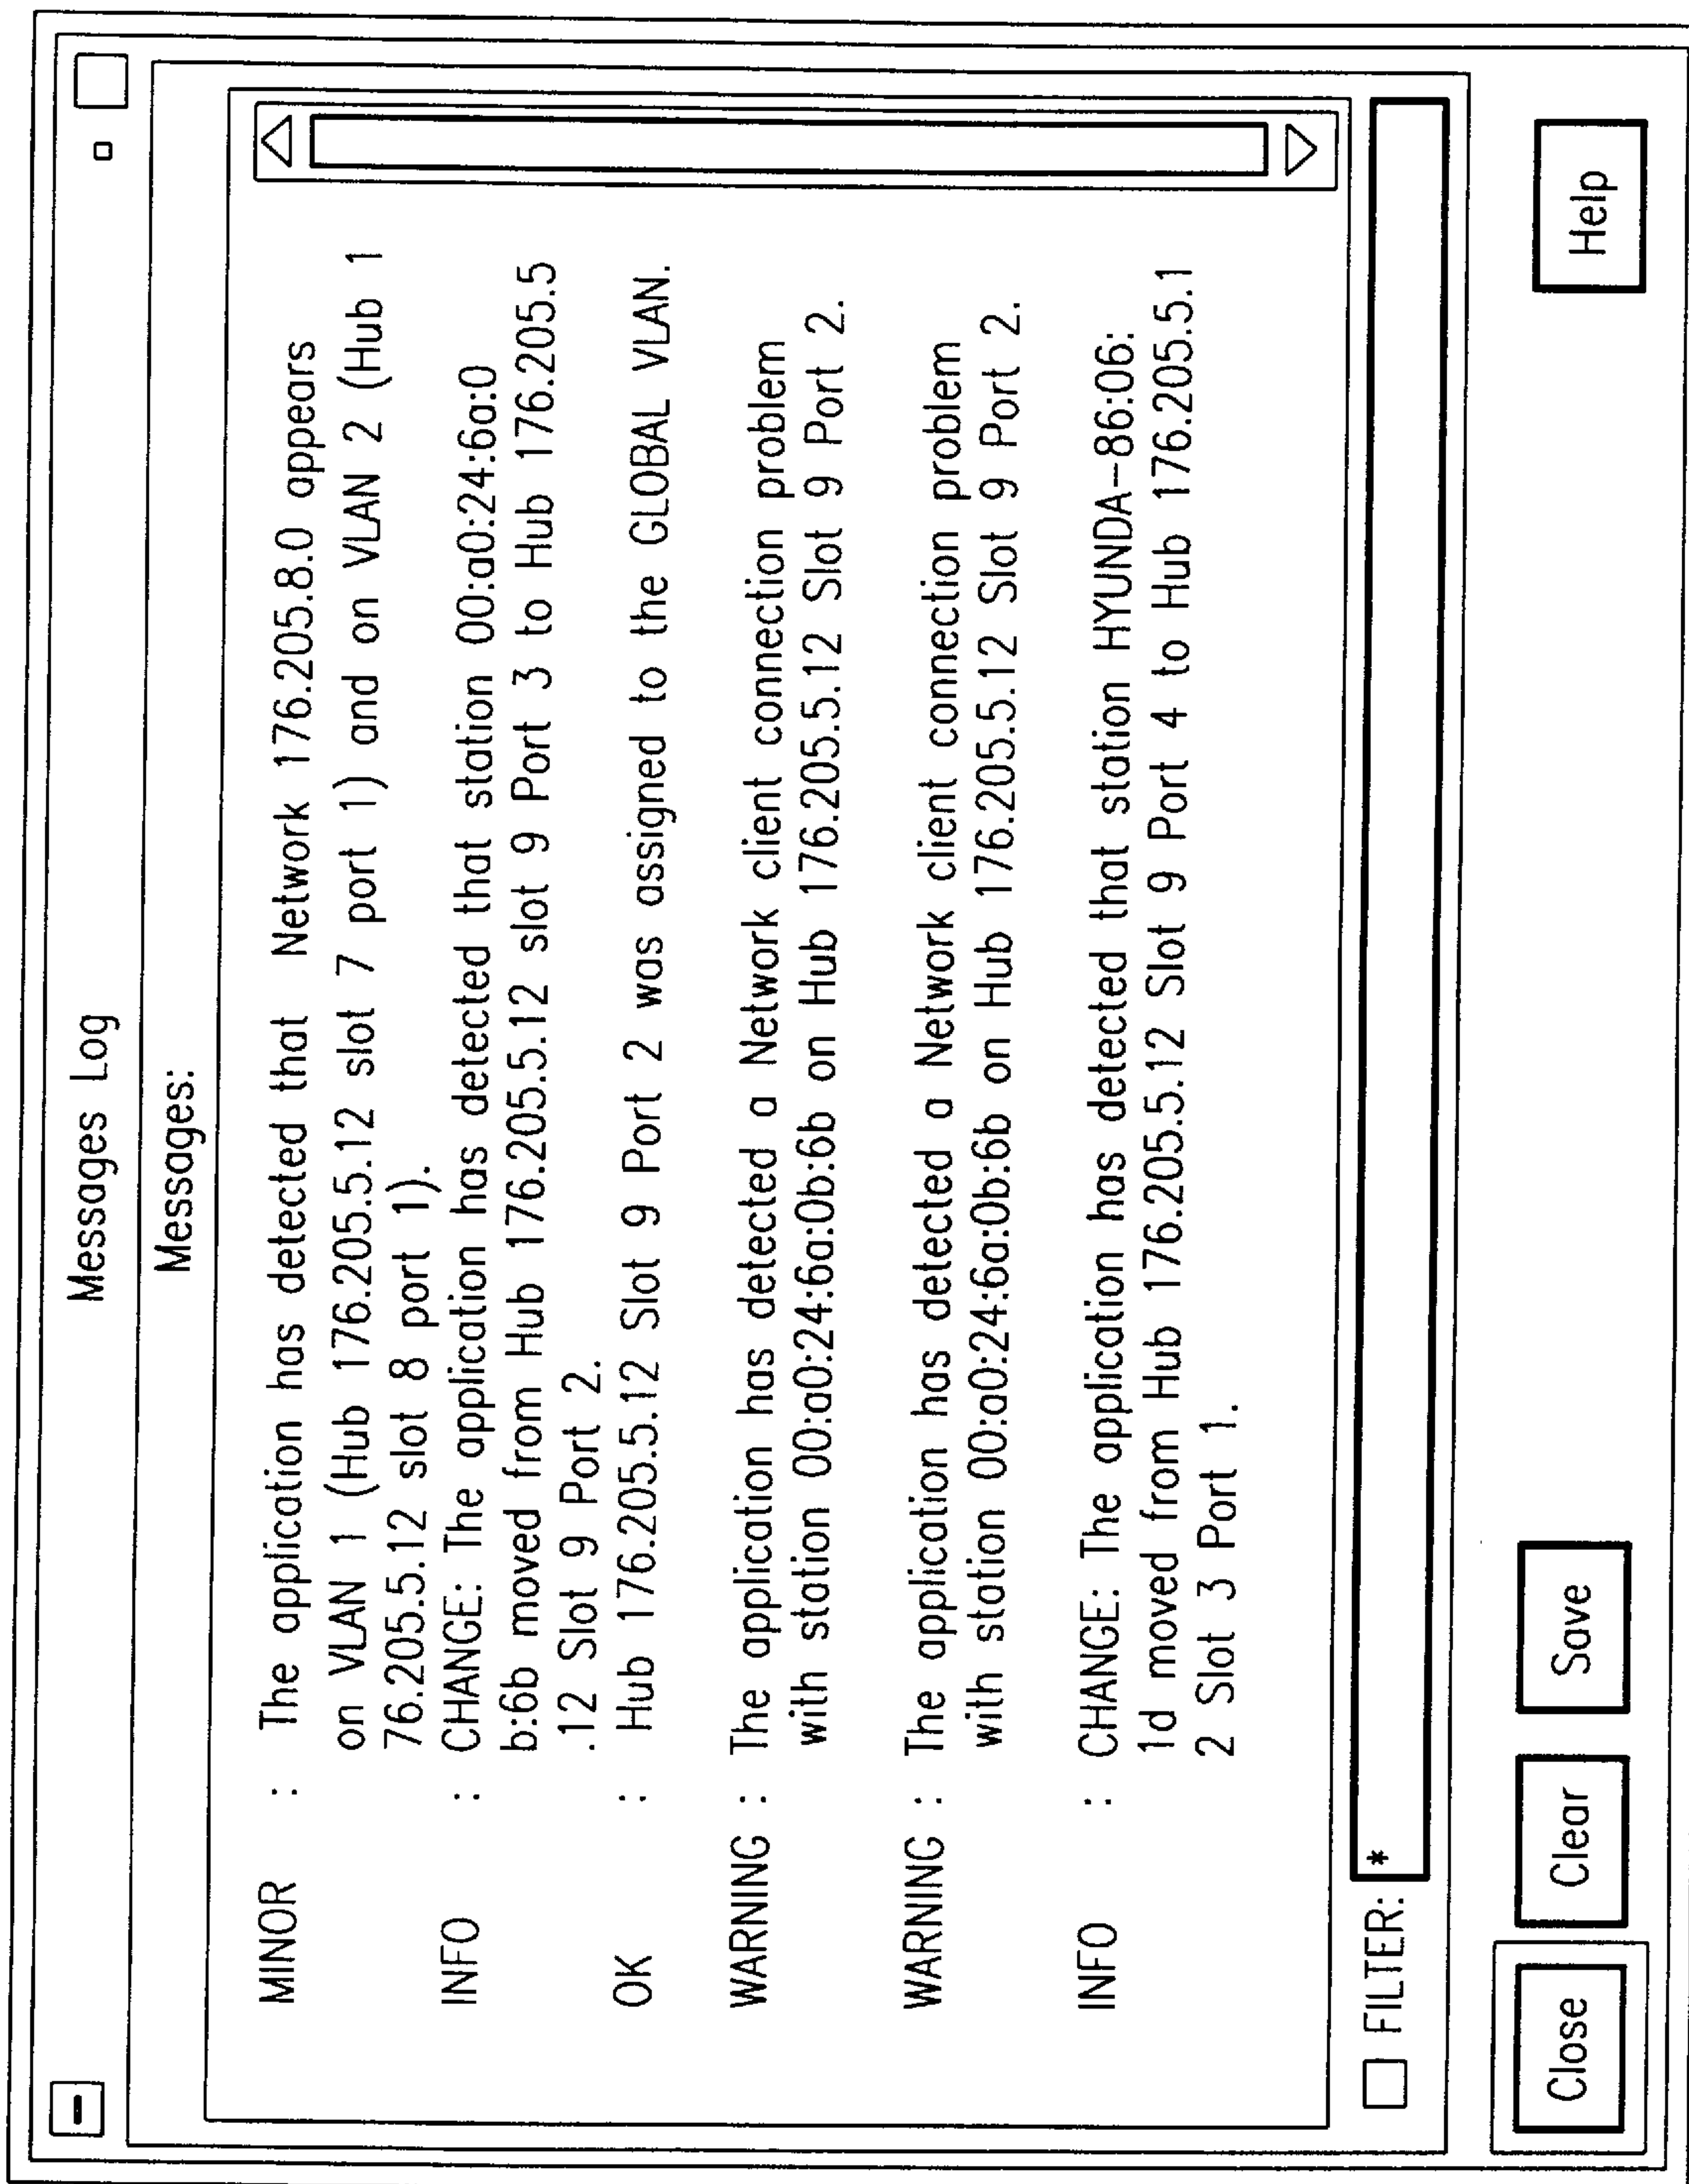 Messages Log
Messages:
MINOR : The application has detected that Network 176.205.8.0 appears
on VLAN 1 (Hub 176.205.5.12 slot 7 port 1) and on VLAN 2 (Hub 1
76.205.5.12 slot 8 port 1).
INFO : CHANGE: The application has detected that station 00:a0:24:6a:0
b:6b moved from Hub 176.205.5.12 slot 9 Port 3 to Hub 176.205.5
.12 Slot 9 Port 2.
OK : Hub 176.205.5.12 Slot 9 Port 2 was assigned to the GLOBAL VLAN.
WARNING : The application has detected a Network client connection problem
with station 00:a0:24:6a:0b:6b on Hub 176.205.5.12 Slot 9 Port 2.
WARNING : The application has detected a Network client connection problem
with station 00:a0:24:6a:0b:6b on Hub 176.205.5.12 Slot 9 Port 2.
INFO : CHANGE: The application has detected that station HYUNDA--86:06:
1d moved from Hub 176.205.5.12 Slot 9 Port 4 to Hub 176.205.5.1
2 Slot 3 Port 1.
FILTER: *
Close Clear Save Help